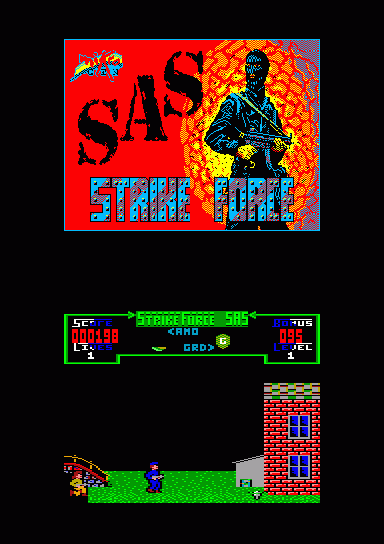 SAS
STRIKE FORCE
STRIKE FORCE SAS
SCORE
BONUS
<AMO
000198
095
LIVES
GRD>
G
LEVEL
1
1